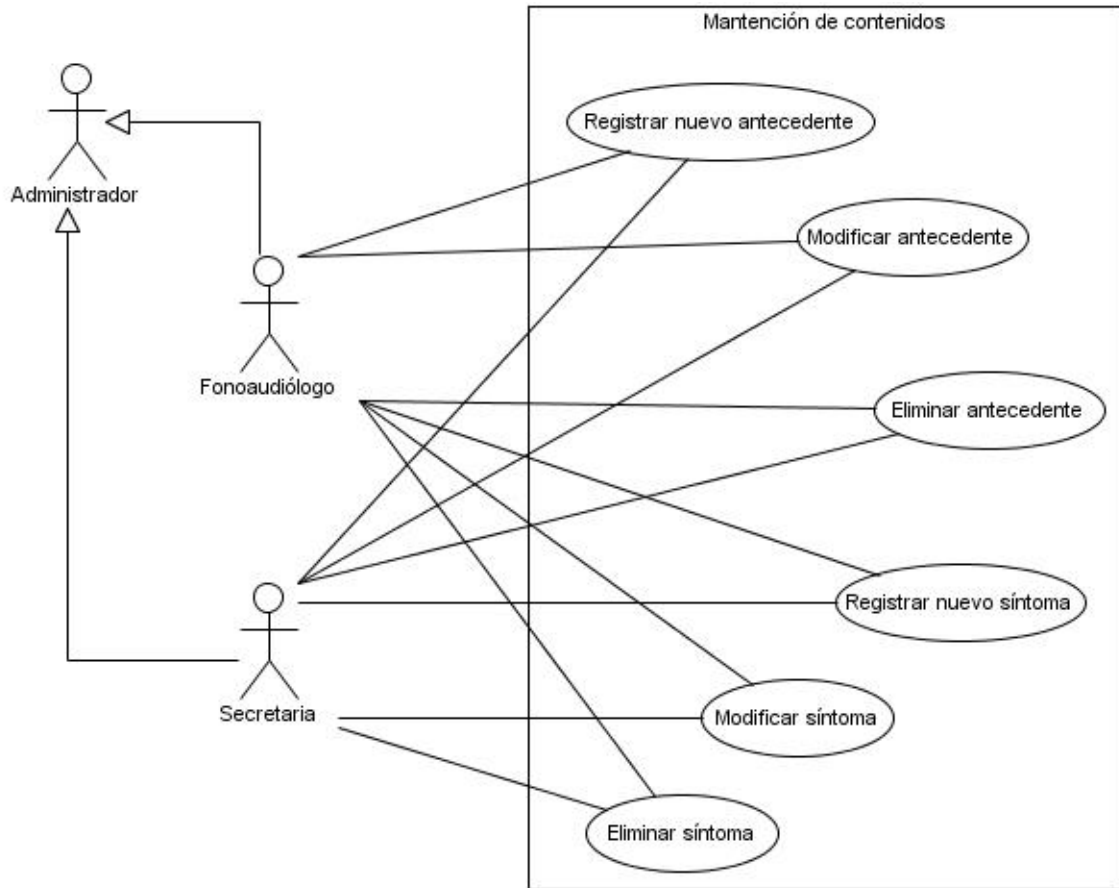 Mantención de contenidos
Registrar nuevo antecedente
Administrador
Modificar antecedente
Fonoaudiólogo
Eliminar antecedente
Registrar nuevo síntoma
Secretaria
Modificar síntoma
Eliminar síntoma